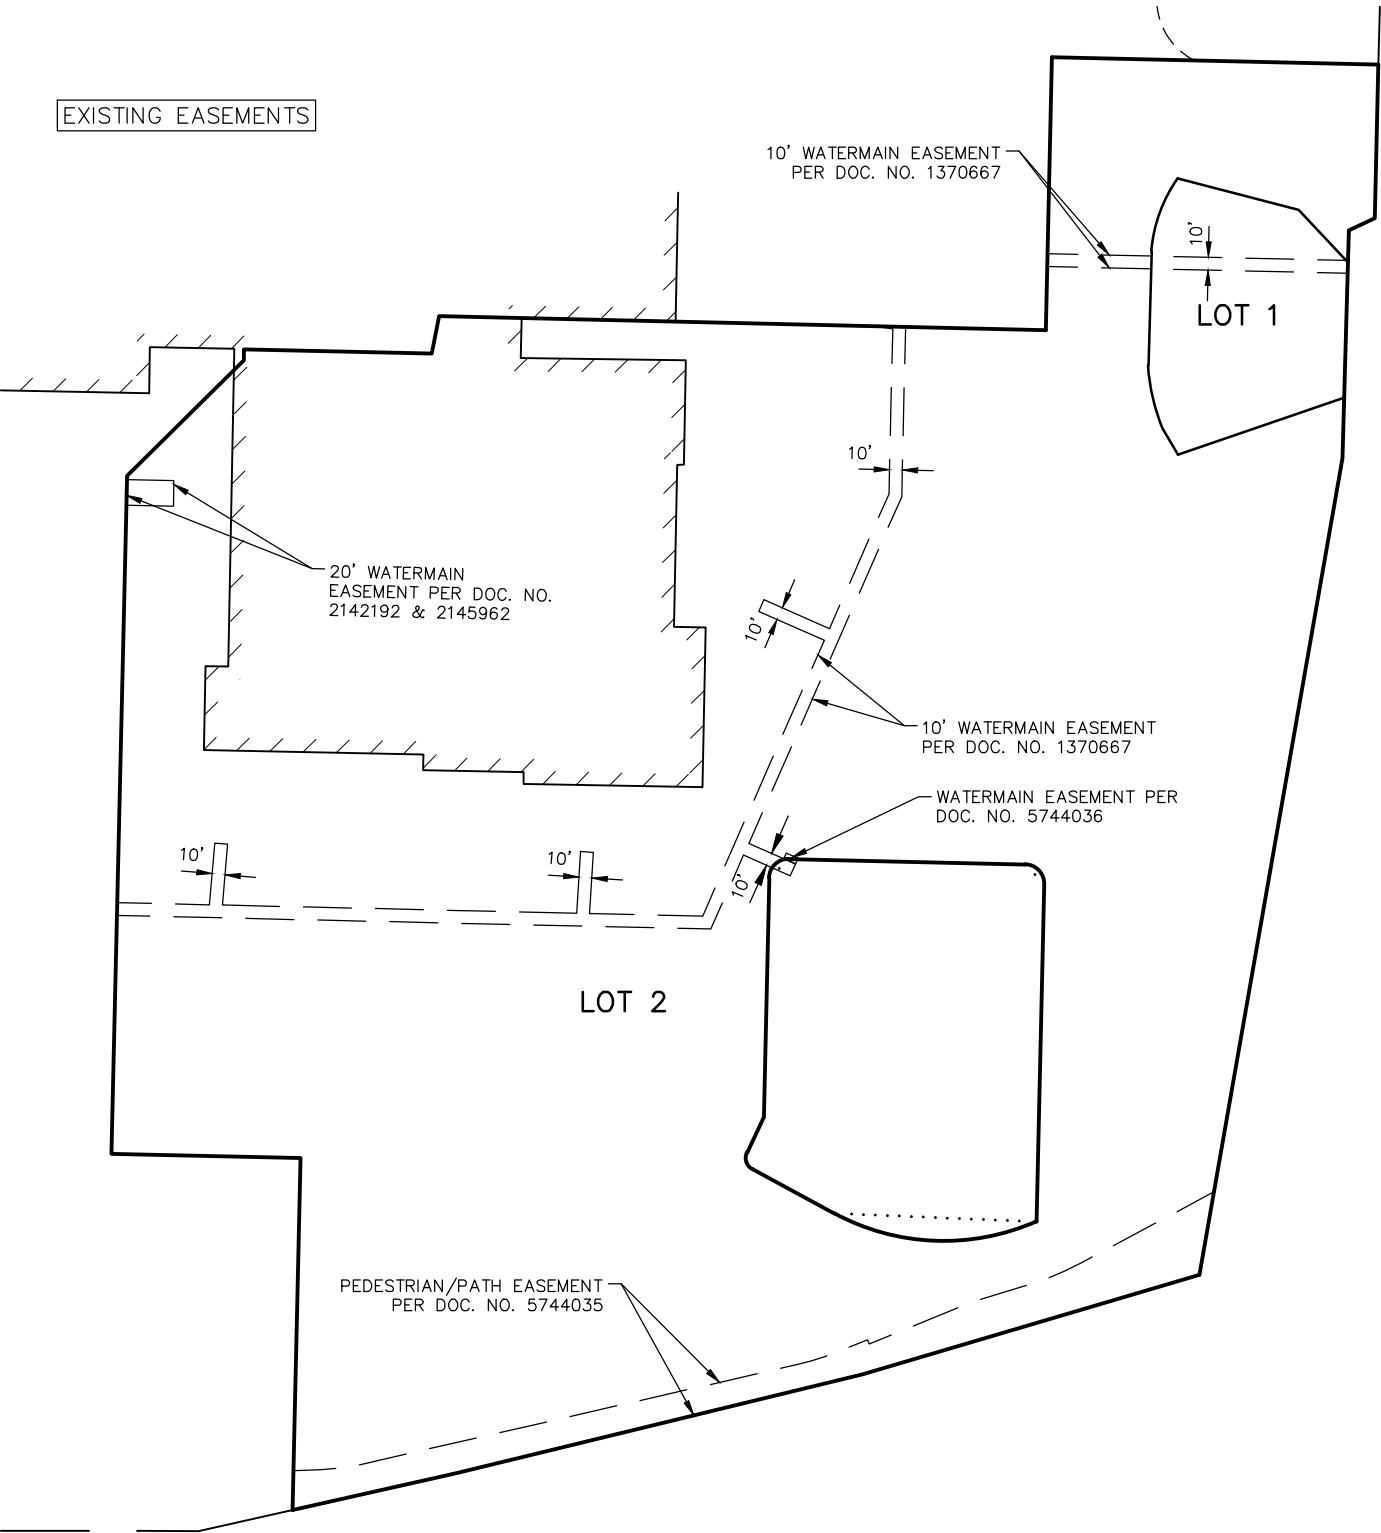 EXISTING EASEMENTS
10' WATERMAIN EASEMENT
PER DOC. NO. 1370667
10'
LOT 1
10'
20' WATERMAIN
EASEMENT PER DOC. NO.
2142192 & 2145962
10'
10' WATERMAIN EASEMENT
PER DOC. NO. 1370667
WATERMAIN EASEMENT PER
DOC. NO. 5744036
10'
10'
10'
LOT 2
PEDESTRIAN/PATH EASEMENT
PER DOC. NO. 5744035